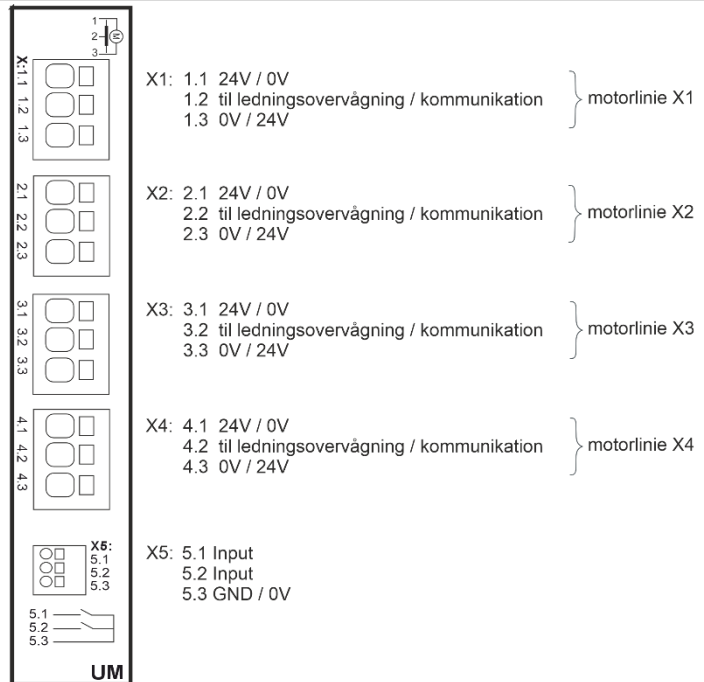 1
2
3
M
X:1.1
1.2
1.3
X1: 1.1 24V / 0V
1.2 til ledningsovervågning / kommunikation
1.3 0V / 24V
motorlinie X1
2.1
2.2
2.3
X2: 2.1 24V / 0V
2.2 til ledningsovervågning / kommunikation
2.3 0V / 24V
motorlinie X2
3.1
3.2
3.3
X3: 3.1 24V / 0V
3.2 til ledningsovervågning / kommunikation
3.3 0V / 24V
motorlinie X3
4.1
4.2
4.3
X4: 4.1 24V / 0V
4.2 til ledningsovervågning / kommunikation
4.3 0V / 24V
motorlinie X4
X5:
5.1
5.2
5.3
X5: 5.1 Input
5.2 Input
5.3 GND / 0V
5.1
5.2
5.3
UM